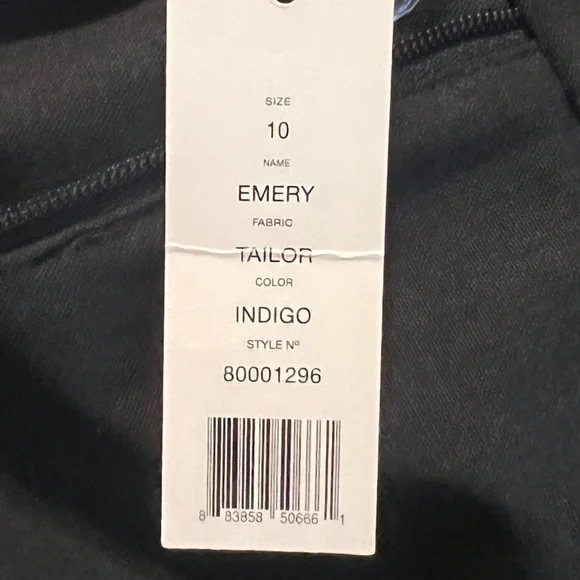 SIZE
10
NAME
EMERY
FABRIC
TAILOR
COLOR
INDIGO
STYLE Nº
80001296
8 83858 50666 1